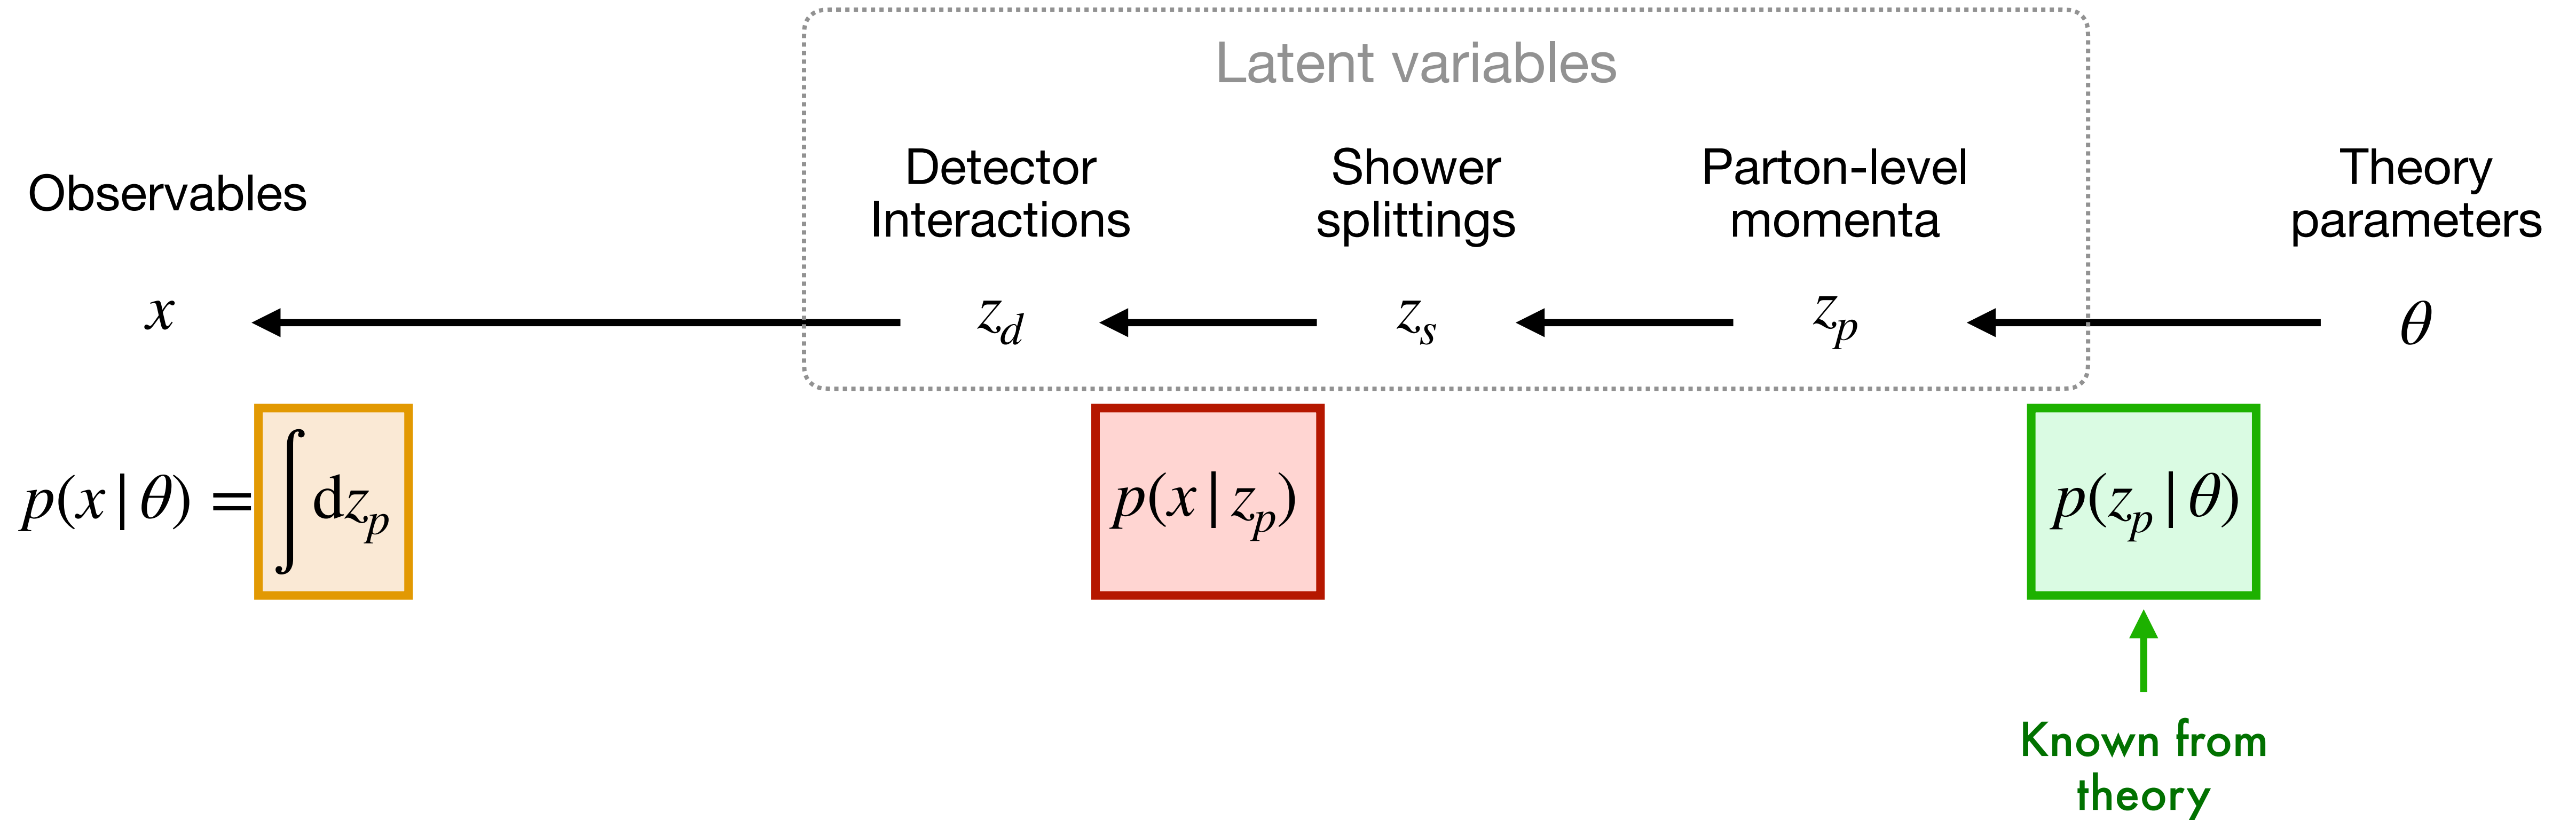 Latent variables
Observables
Detector
Interactions
Shower
splittings
Parton-level
momenta
Theory
parameters
x
z_d
z_s
z_p
θ
p(x | θ) = ∫ dz_p p(x | z_p) p(z_p | θ)
Known from
theory